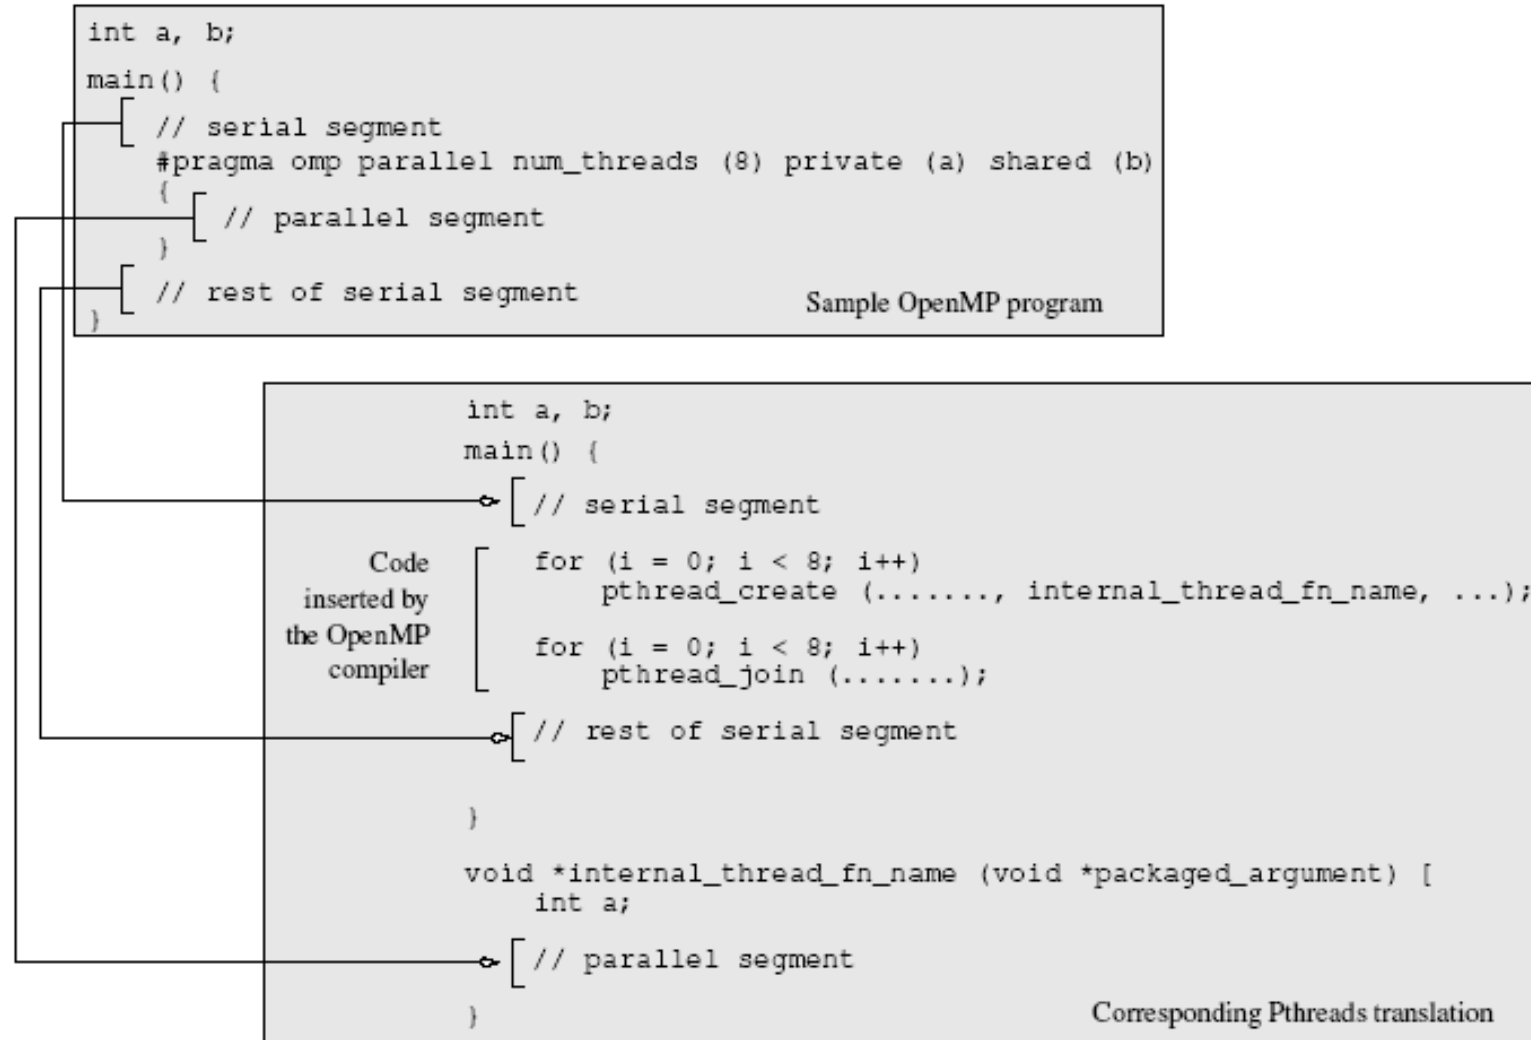 int a, b;
main() {
// serial segment
#pragma omp parallel num_threads (8) private (a) shared (b)
{
// parallel segment
}
// rest of serial segment
Sample OpenMP program
}
int a, b;
main() {
// serial segment
Code
inserted by
the OpenMP
compiler
for (i = 0; i < 8; i++)
pthread_create (......., internal_thread_fn_name, ...);
for (i = 0; i < 8; i++)
pthread_join (.......);
// rest of serial segment
}
void *internal_thread_fn_name (void *packaged_argument) [
int a;
// parallel segment
}
Corresponding Pthreads translation